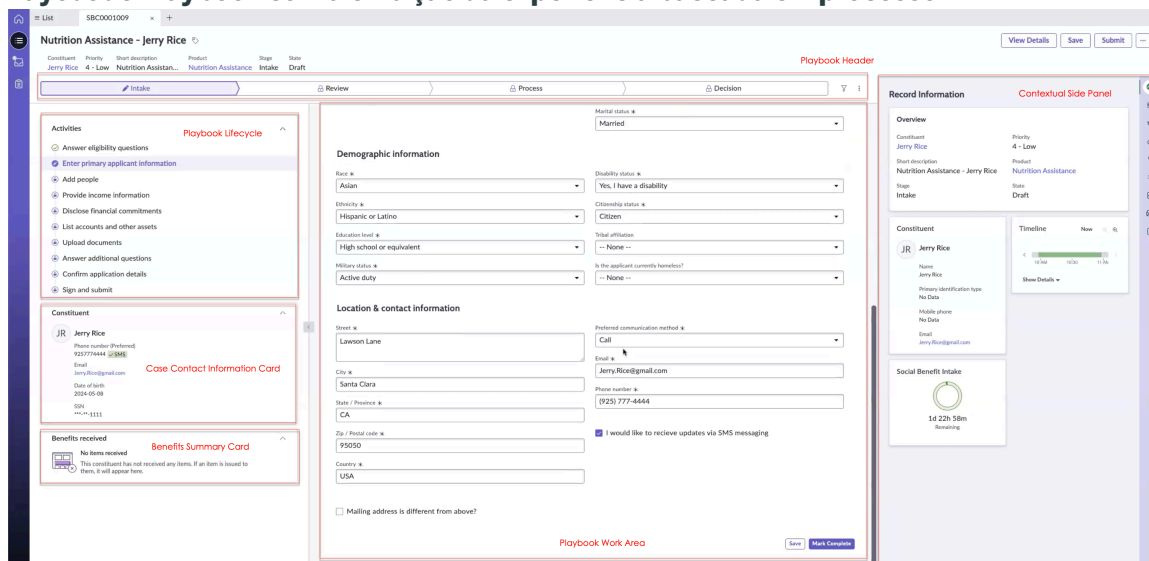 List
SBC0001009
Nutrition Assistance - Jerry Rice
View Details
Save
Submit
Constituent Priority Short description Product Stage State
Jerry Rice 4 - Low Nutrition Assistan... Nutrition Assistance Intake Draft
Playbook Header
Intake
Review
Process
Decision
Activities
Playbook Lifecycle
Answer eligibility questions
Enter primary applicant information
Add people
Provide income information
Disclose financial commitments
List accounts and other assets
Upload documents
Answer additional questions
Confirm application details
Sign and submit
Constituent
JR Jerry Rice
Phone number (Preferred)
9257774444 SMS
Email
Jerry.Rice@gmail.com
Case Contact Information Card
Date of birth
2024-05-08
SSN
***-**-1111
Benefits received
Benefits Summary Card
No items received
This constituent has not received any items. If an item is issued to
them, it will appear here.
Marital status *
Married
Demographic information
Race *
Asian
Disability status *
Yes, I have a disability
Ethnicity *
Hispanic or Latino
Citizenship status *
Citizen
Education level *
High school or equivalent
Tribal affiliation
-- None --
Military status *
Active duty
Is the applicant currently homeless?
-- None --
Location & contact information
Street *
Lawson Lane
Preferred communication method *
Call
Email *
Jerry.Rice@gmail.com
City *
Santa Clara
Phone number *
(925) 777-4444
State / Province *
CA
Zip / Postal code *
95050
I would like to recieve updates via SMS messaging
Country *
USA
Mailing address is different from above?
Playbook Work Area
Save
Mark Complete
Record Information
Contextual Side Panel
Overview
Constituent
Jerry Rice
Priority
4 - Low
Short description
Nutrition Assistance - Jerry Rice
Product
Nutrition Assistance
Stage
Intake
State
Draft
Constituent
JR Jerry Rice
Name
Jerry Rice
Primary identification type
No Data
Mobile phone
No Data
Email
Jerry.Rice@gmail.com
Timeline
Now
10 AM 10:30 11 AM
Show Details
Social Benefit Intake
1d 22h 58m
Remaining